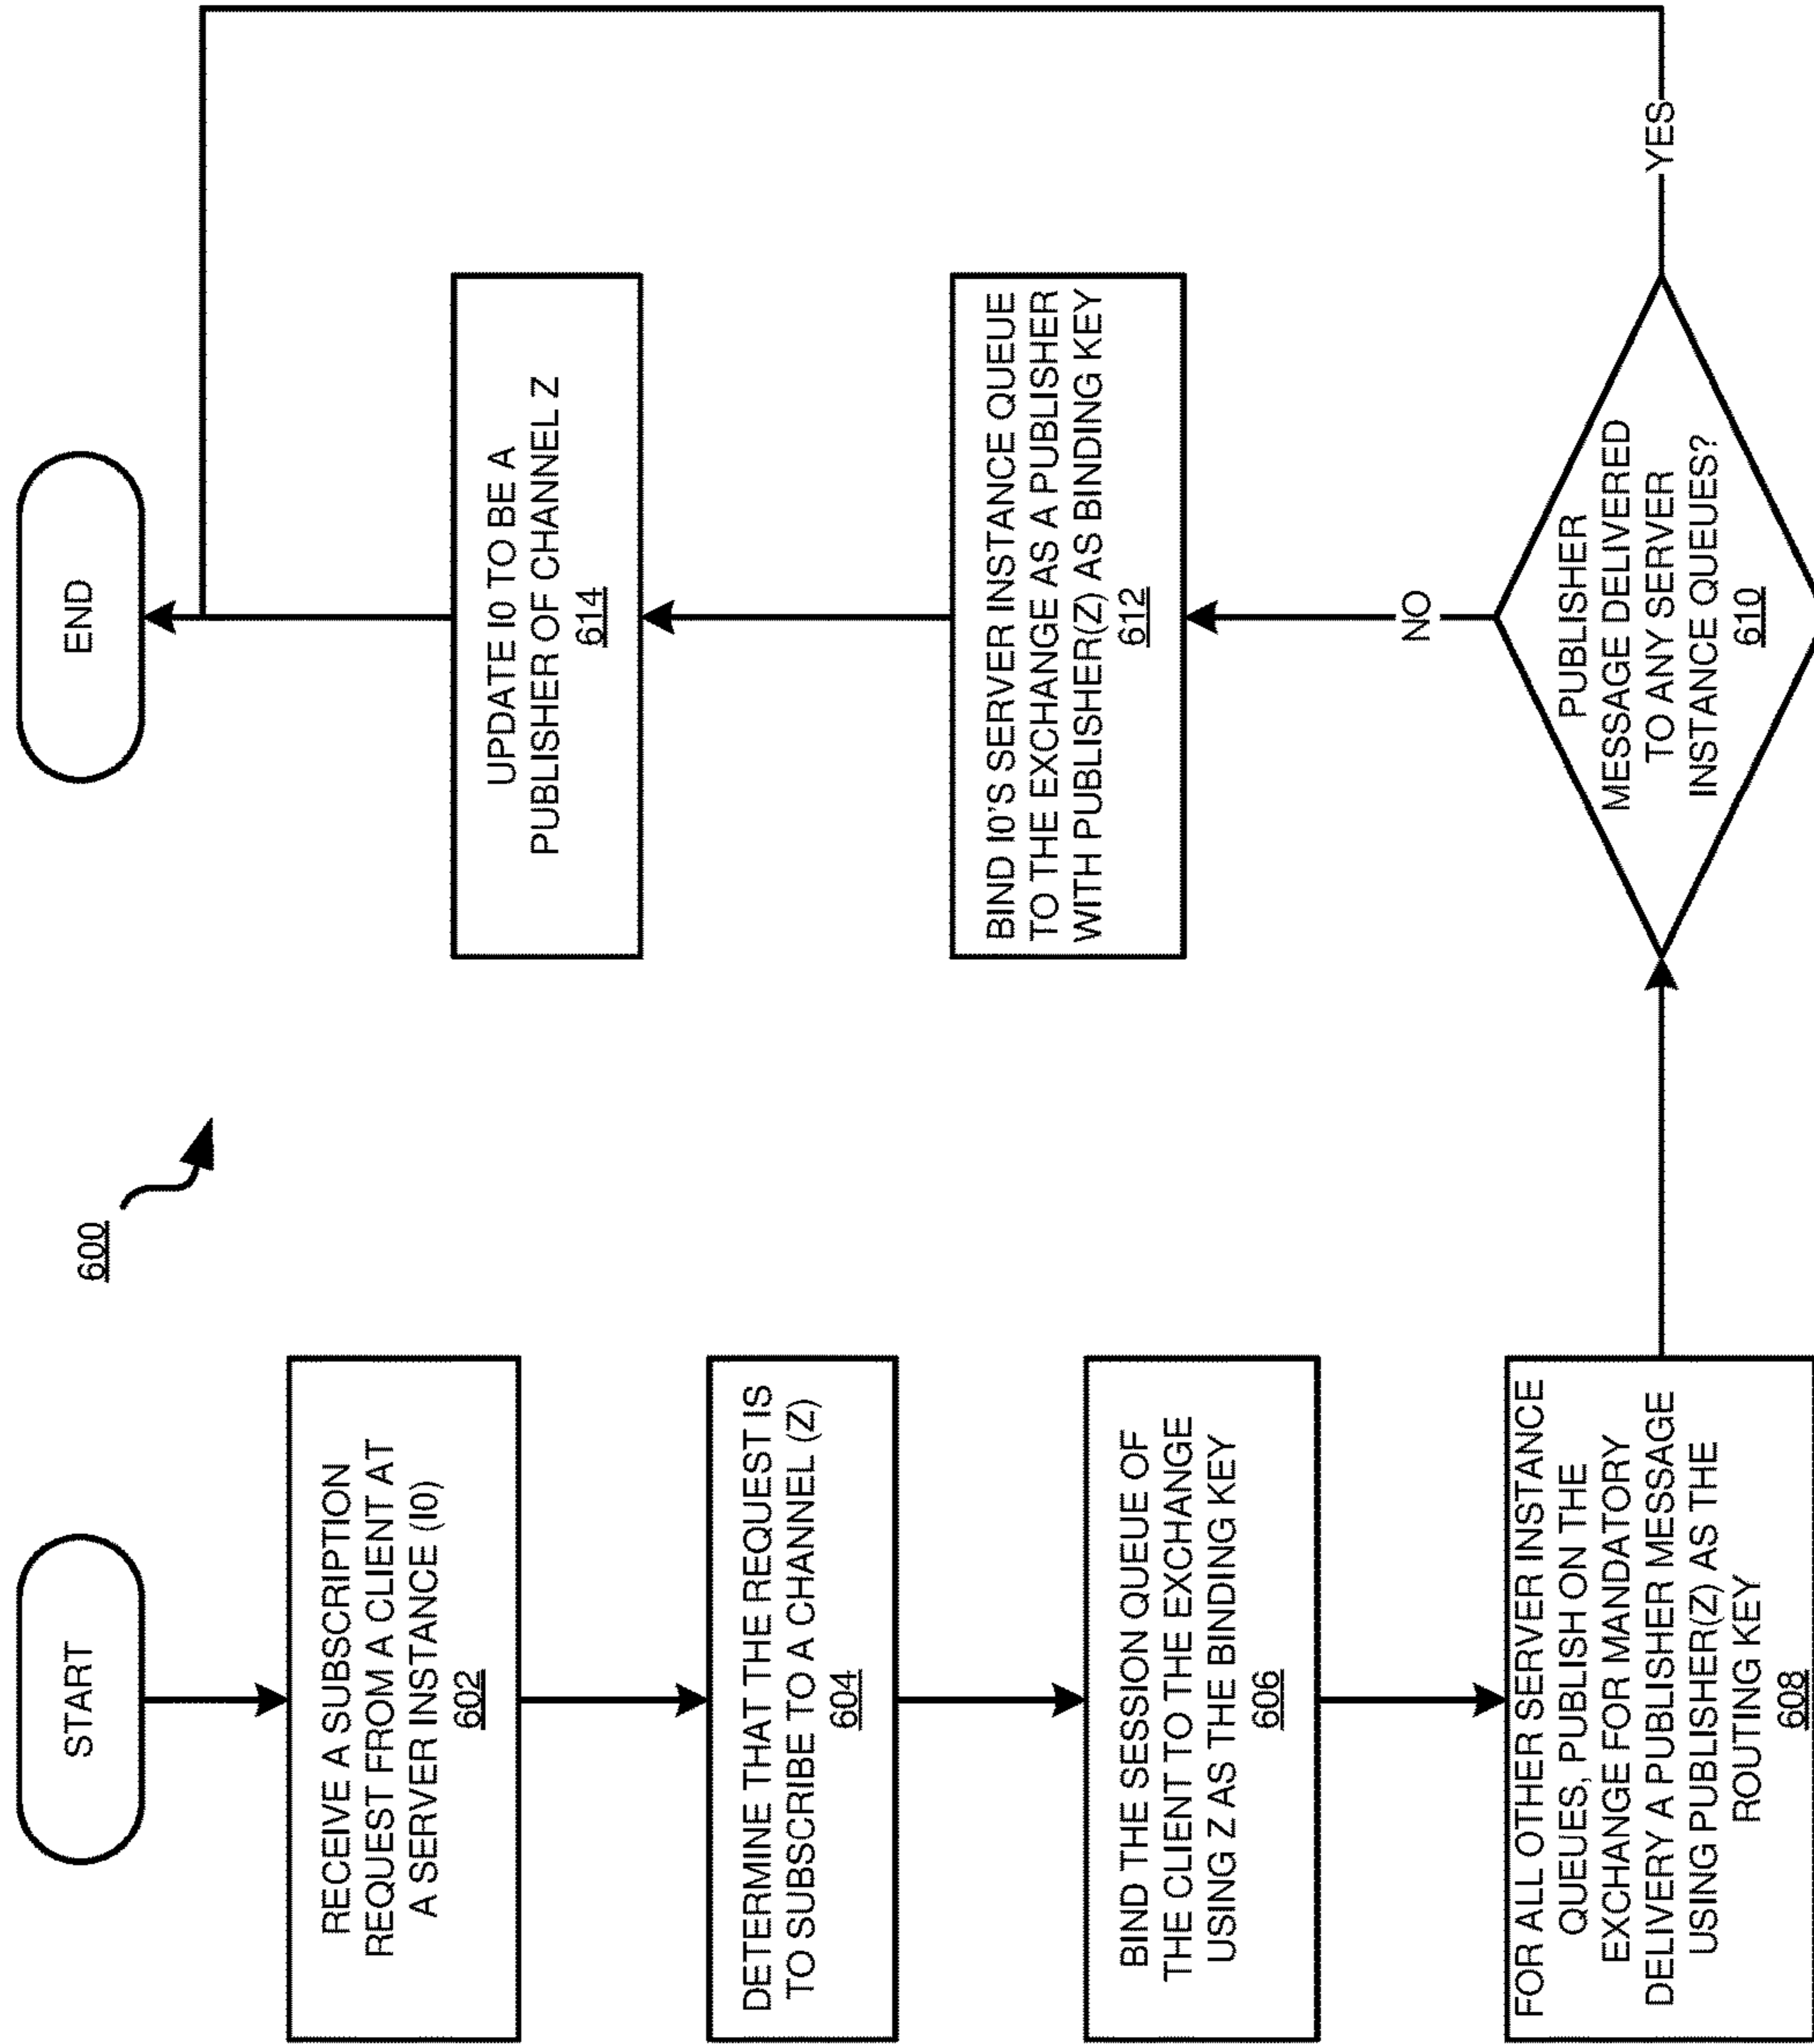 600
START
RECEIVE A SUBSCRIPTION
REQUEST FROM A CLIENT AT
A SERVER INSTANCE (I0)
602
DETERMINE THAT THE REQUEST IS
TO SUBSCRIBE TO A CHANNEL (Z)
604
BIND THE SESSION QUEUE OF
THE CLIENT TO THE EXCHANGE
USING Z AS THE BINDING KEY
606
FOR ALL OTHER SERVER INSTANCE
QUEUES, PUBLISH ON THE
EXCHANGE FOR MANDATORY
DELIVERY A PUBLISHER MESSAGE
USING PUBLISHER(Z) AS THE
ROUTING KEY
608
PUBLISHER
MESSAGE DELIVERED
TO ANY SERVER
INSTANCE QUEUES?
610
NO
YES
BIND I0'S SERVER INSTANCE QUEUE
TO THE EXCHANGE AS A PUBLISHER
WITH PUBLISHER(Z) AS BINDING KEY
612
UPDATE I0 TO BE A
PUBLISHER OF CHANNEL Z
614
END